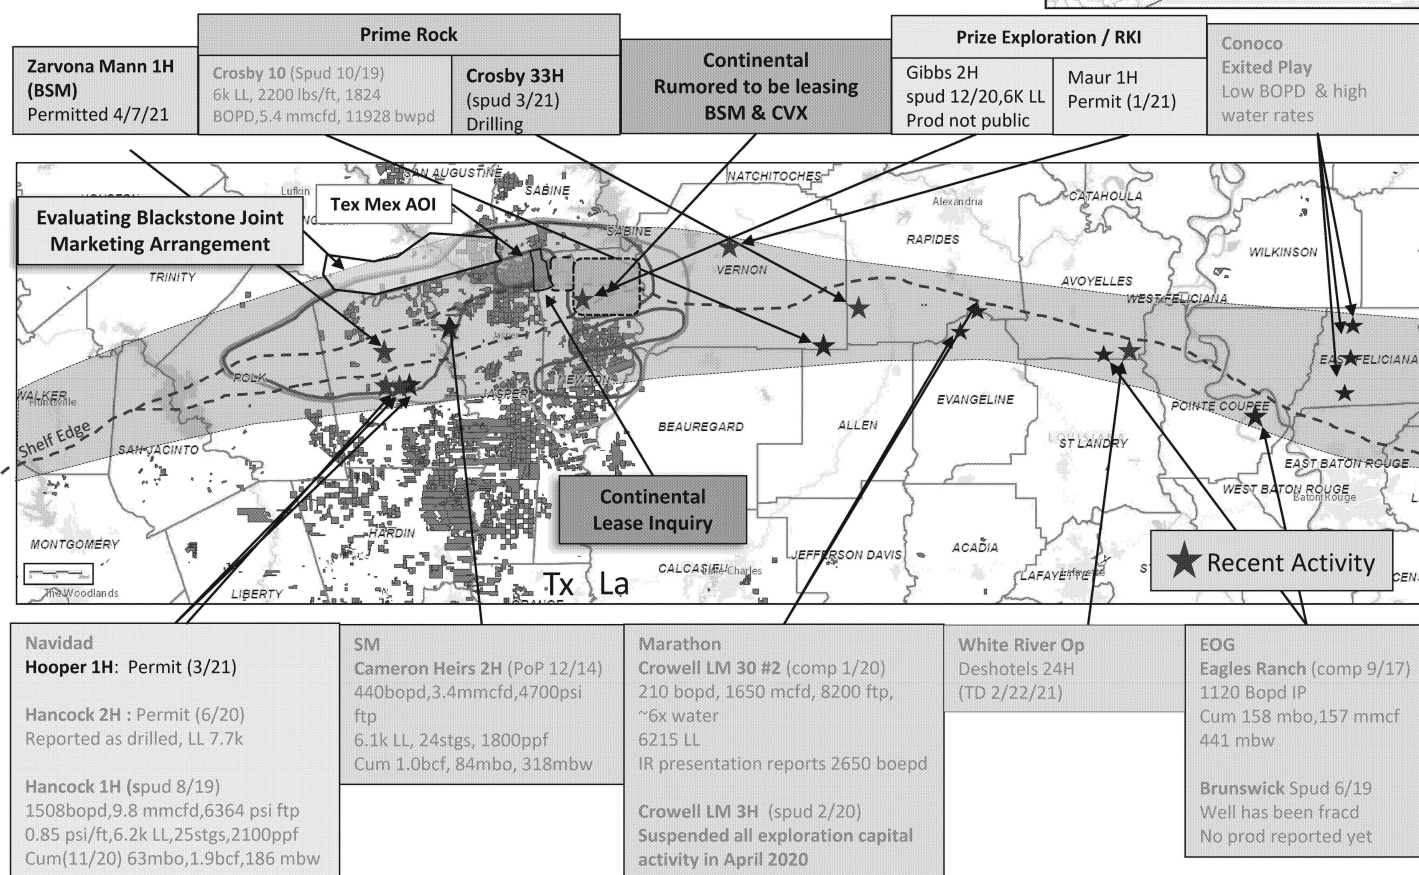 Zarvona Mann 1H
(BSM)
Permitted 4/7/21
Prime Rock
Crosby 10 (Spud 10/19)
6k LL, 2200 lbs/ft, 1824
BOPD,5.4 mmcfd, 11928 bwpd
Crosby 33H
(spud 3/21)
Drilling
Continental
Rumored to be leasing
BSM & CVX
Prize Exploration / RKI
Gibbs 2H
spud 12/20,6K LL
Prod not public
Maur 1H
Permit (1/21)
Conoco
Exited Play
Low BOPD & high
water rates
Evaluating Blackstone Joint
Marketing Arrangement
Tex Mex AOI
Lufkin
SAN AUGUSTINE
SABINE
SABINE
NATCHITOCHES
Alexandria
CATAHOULA
RAPIDES
WILKINSON
TRINITY
VERNON
AVOYELLES
WEST FELICIANA
EAST FELICIANA
POLK
WALKER
Huntsville
JASPER
NEWTON
Shelf Edge
SAN JACINTO
BEAUREGARD
ALLEN
EVANGELINE
POINTE COUPEE
ST LANDRY
EAST BATON ROUGE
WEST BATON ROUGE
Baton Rouge
Continental
Lease Inquiry
MONTGOMERY
HARDIN
JEFFERSON DAVIS
ACADIA
CALCASIEU
Lake Charles
LAFAYETTE
Lafayette
The Woodlands
LIBERTY
ORANGE
Tx La
Recent Activity
Navidad
Hooper 1H: Permit (3/21)
Hancock 2H : Permit (6/20)
Reported as drilled, LL 7.7k
Hancock 1H (spud 8/19)
1508bopd,9.8 mmcfd,6364 psi ftp
0.85 psi/ft,6.2k LL,25stgs,2100ppf
Cum(11/20) 63mbo,1.9bcf,186 mbw
SM
Cameron Heirs 2H (PoP 12/14)
440bopd,3.4mmcfd,4700psi
ftp
6.1k LL, 24stgs, 1800ppf
Cum 1.0bcf, 84mbo, 318mbw
Marathon
Crowell LM 30 #2 (comp 1/20)
210 bopd, 1650 mcfd, 8200 ftp,
~6x water
6215 LL
IR presentation reports 2650 boepd
Crowell LM 3H (spud 2/20)
Suspended all exploration capital
activity in April 2020
White River Op
Deshotels 24H
(TD 2/22/21)
EOG
Eagles Ranch (comp 9/17)
1120 Bopd IP
Cum 158 mbo,157 mmcf
441 mbw
Brunswick Spud 6/19
Well has been fracd
No prod reported yet